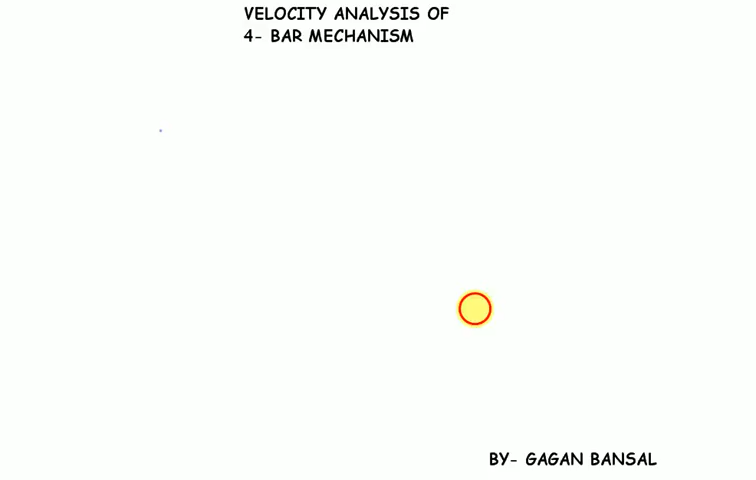 VELOCITY ANALYSIS OF
4- BAR MECHANISM
BY- GAGAN BANSAL